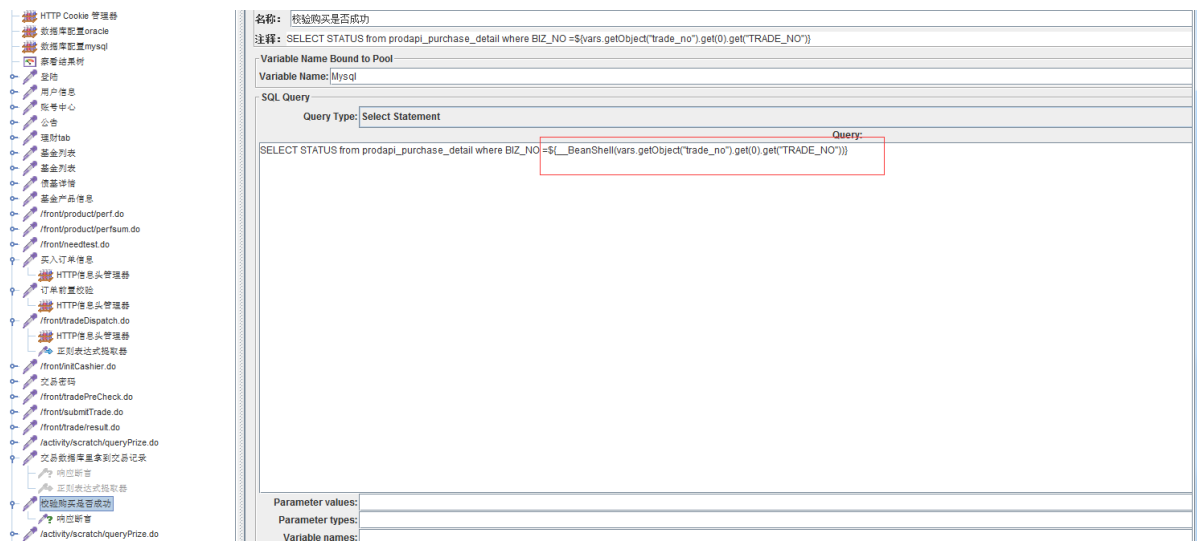 HTTP Cookie 管理器
数据库配置oracle
数据库配置mysql
察看结果树
登陆
用户信息
账号中心
公告
理财tab
基金列表
基金列表
债基详情
基金产品信息
/front/product/perf.do
/front/product/perfsum.do
/front/needtest.do
买入订单信息
HTTP信息头管理器
订单前置校验
HTTP信息头管理器
/front/tradeDispatch.do
HTTP信息头管理器
正则表达式提取器
/front/initCashier.do
交易密码
/front/tradePreCheck.do
/front/submitTrade.do
/front/trade/result.do
/activity/scratch/queryPrize.do
交易数据库里拿到交易记录
响应断言
正则表达式提取器
校验购买是否成功
响应断言
/activity/scratch/queryPrize.do
名称： 校验购买是否成功
注释： SELECT STATUS from prodapi_purchase_detail where BIZ_NO =${vars.getObject("trade_no").get(0).get("TRADE_NO")}
Variable Name Bound to Pool
Variable Name: Mysql
SQL Query
Query Type: Select Statement
Query:
SELECT STATUS from prodapi_purchase_detail where BIZ_NO =${__BeanShell(vars.getObject("trade_no").get(0).get("TRADE_NO"))}
Parameter values:
Parameter types:
Variable names: